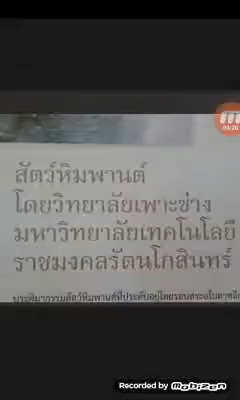 04:20
สัตว์หิมพานต์
โดยวิทยาลัยเพาะช่าง
มหาวิทยาลัยเทคโนโลยี
ราชมงคลรัตนโกสินทร์
Recorded by Mobizen